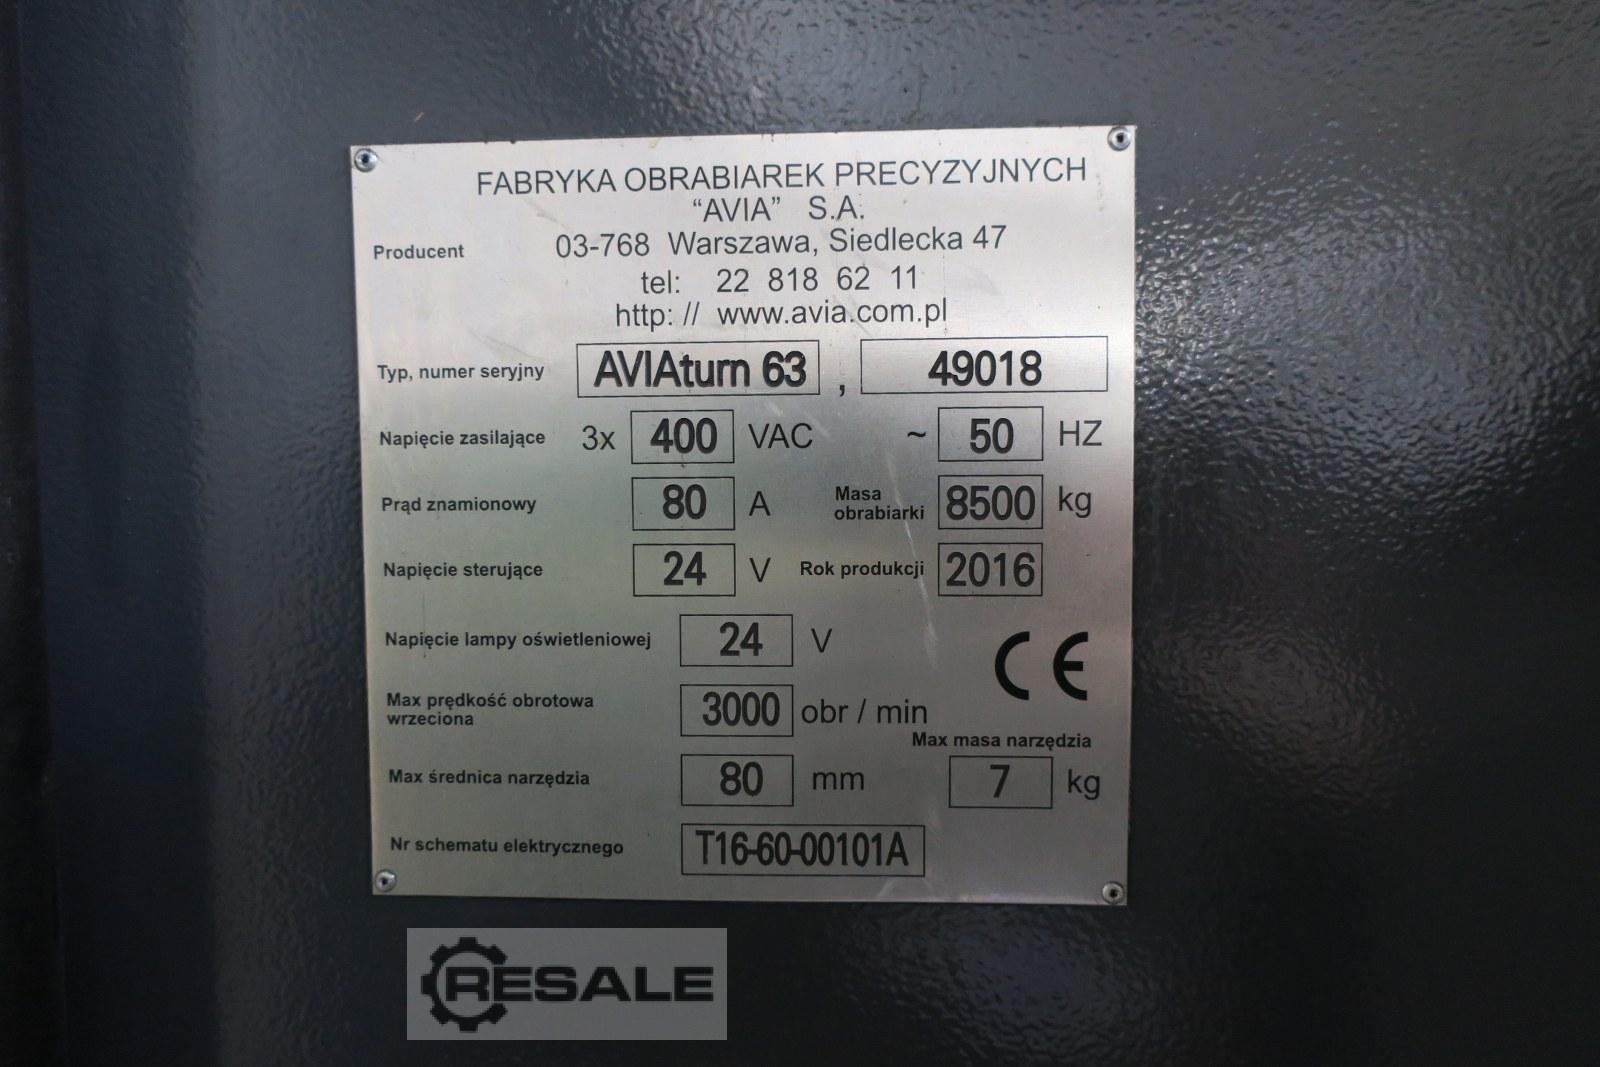 FABRYKA OBRABIAREK PRECYZYJNYCH
“AVIA” S.A.
Producent 03-768 Warszawa, Siedlecka 47
tel: 22 818 62 11
http: // www.avia.com.pl
Typ, numer seryjny AVIAturn 63 , 49018
Napięcie zasilające 3x 400 VAC ~ 50 HZ
Prąd znamionowy 80 A Masa obrabiarki 8500 kg
Napięcie sterujące 24 V Rok produkcji 2016
Napięcie lampy oświetleniowej 24 V
CE
Max prędkość obrotowa
wrzeciona 3000 obr / min
Max masa narzędzia
Max średnica narzędzia 80 mm 7 kg
Nr schematu elektrycznego T16-60-00101A
RESALE